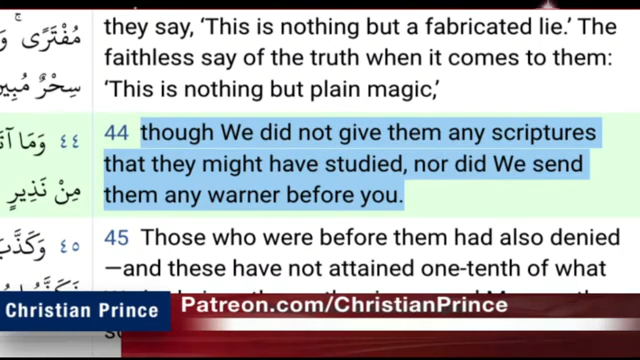 they say, ‘This is nothing but a fabricated lie.’ The
faithless say of the truth when it comes to them:
‘This is nothing but plain magic,’
44 though We did not give them any scriptures
that they might have studied, nor did We send
them any warner before you.
45 Those who were before them had also denied
—and these have not attained one-tenth of what
مُفْتَرًى ۚ
سِحْرٌ مُبِين
٤٤ وَمَا آتَ
مِنْ نَذِيرٍ
٤٥ وَكَذَّبَ
Christian Prince
Patreon.com/ChristianPrince